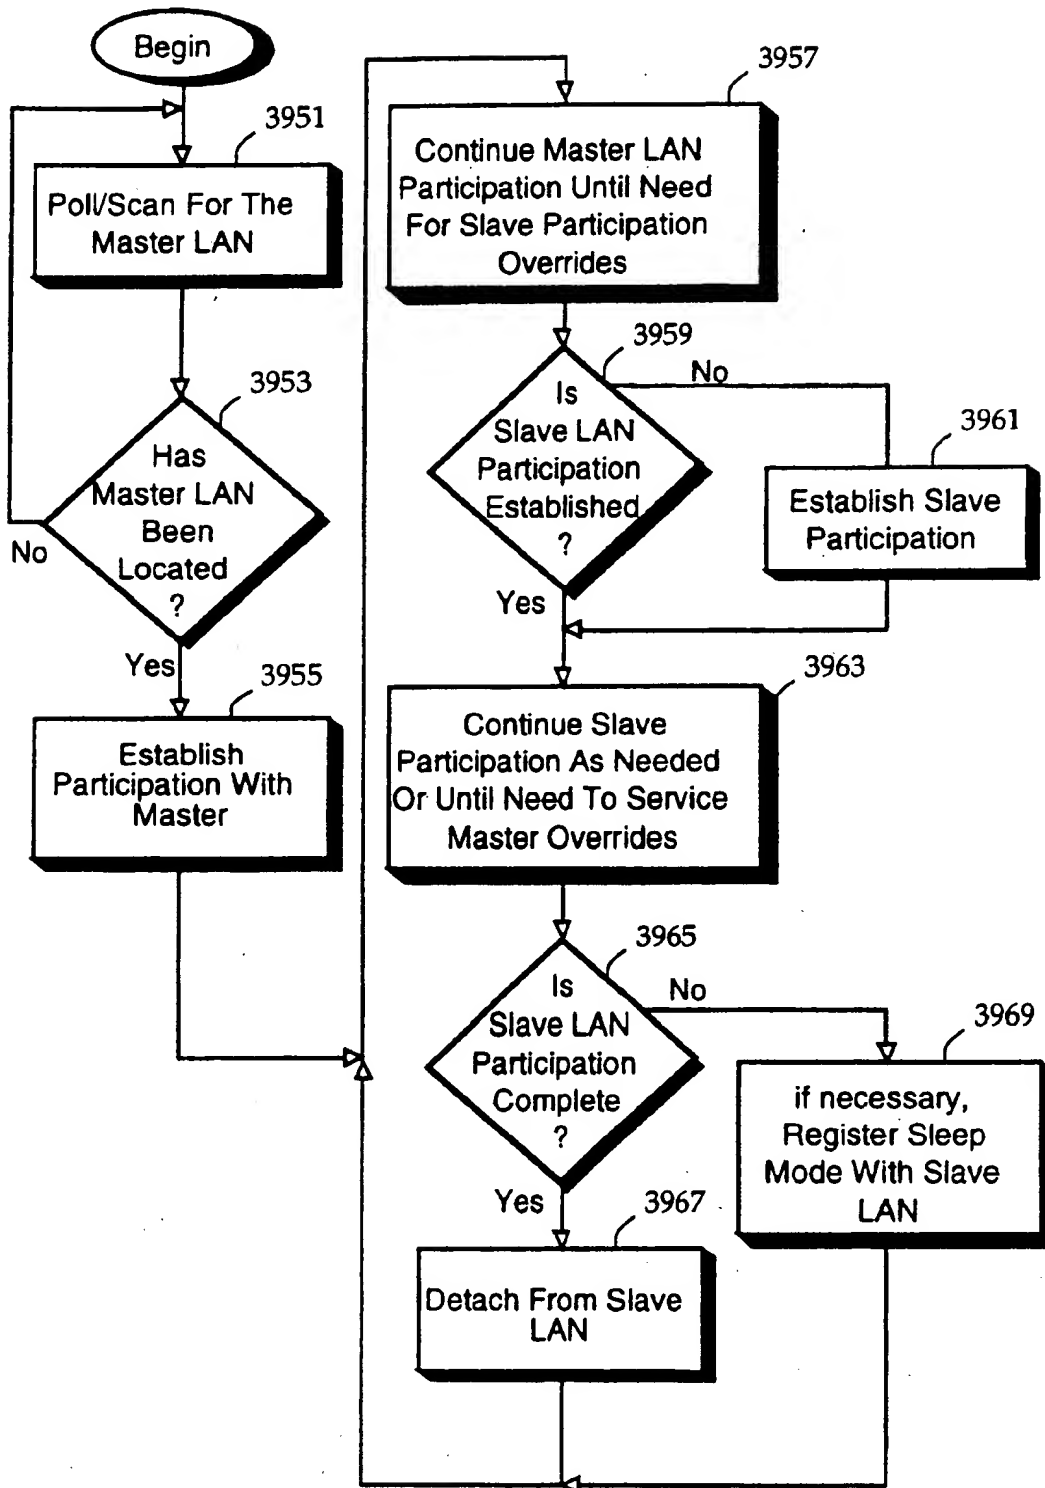 Begin
3951
Poll/Scan For The
Master LAN
3953
Has
Master LAN
Been
Located
?
No
Yes
3955
Establish
Participation With
Master
3957
Continue Master LAN
Participation Until Need
For Slave Participation
Overrides
3959
Is
Slave LAN
Participation
Established
?
No
Yes
3961
Establish Slave
Participation
3963
Continue Slave
Participation As Needed
Or Until Need To Service
Master Overrides
3965
Is
Slave LAN
Participation
Complete
?
No
Yes
3969
if necessary,
Register Sleep
Mode With Slave
LAN
3967
Detach From Slave
LAN